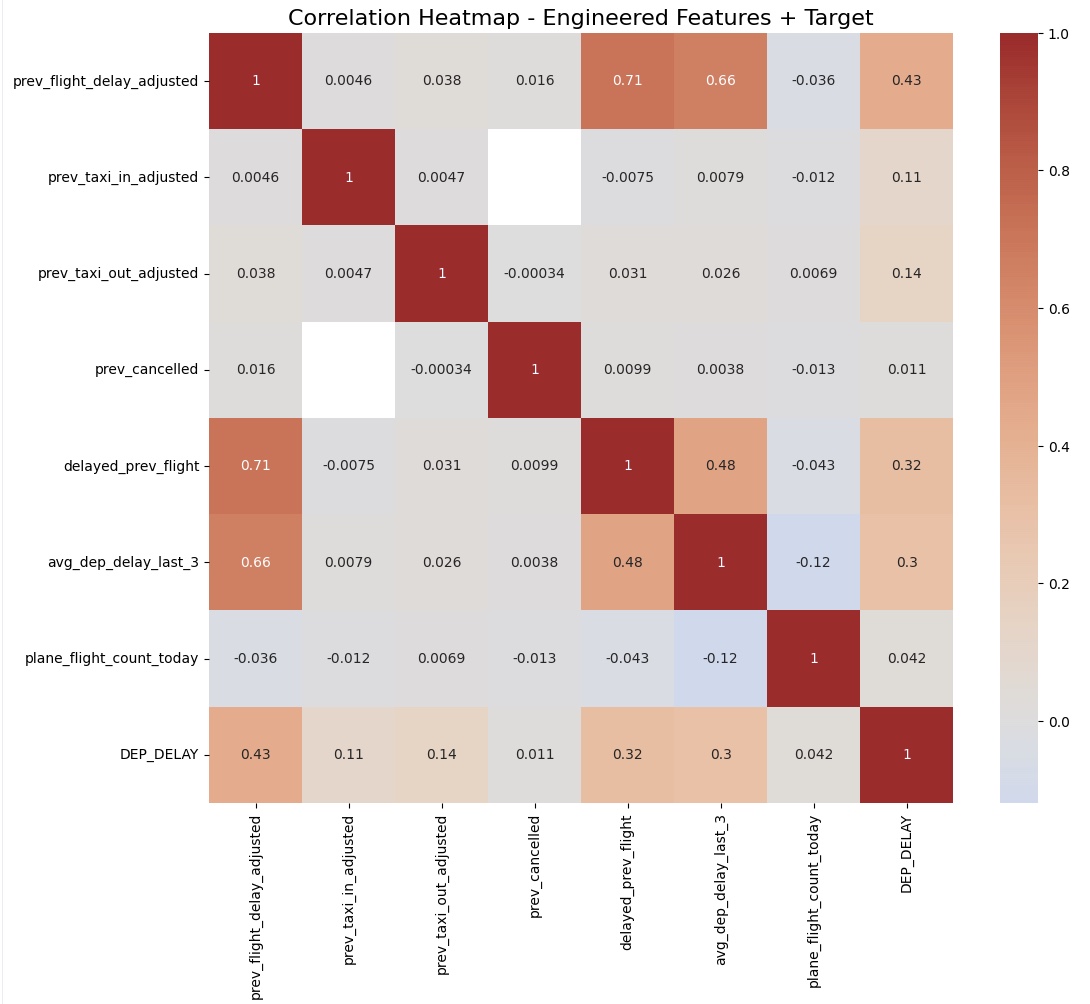 Correlation Heatmap - Engineered Features + Target
prev_flight_delay_adjusted 1 0.0046 0.038 0.016 0.71 0.66 -0.036 0.43
prev_taxi_in_adjusted 0.0046 1 0.0047 -0.0075 0.0079 -0.012 0.11
prev_taxi_out_adjusted 0.038 0.0047 1 -0.00034 0.031 0.026 0.0069 0.14
prev_cancelled 0.016 -0.00034 1 0.0099 0.0038 -0.013 0.011
delayed_prev_flight 0.71 -0.0075 0.031 0.0099 1 0.48 -0.043 0.32
avg_dep_delay_last_3 0.66 0.0079 0.026 0.0038 0.48 1 -0.12 0.3
plane_flight_count_today -0.036 -0.012 0.0069 -0.013 -0.043 -0.12 1 0.042
DEP_DELAY 0.43 0.11 0.14 0.011 0.32 0.3 0.042 1
prev_flight_delay_adjusted
prev_taxi_in_adjusted
prev_taxi_out_adjusted
prev_cancelled
delayed_prev_flight
avg_dep_delay_last_3
plane_flight_count_today
DEP_DELAY
1.0
0.8
0.6
0.4
0.2
0.0